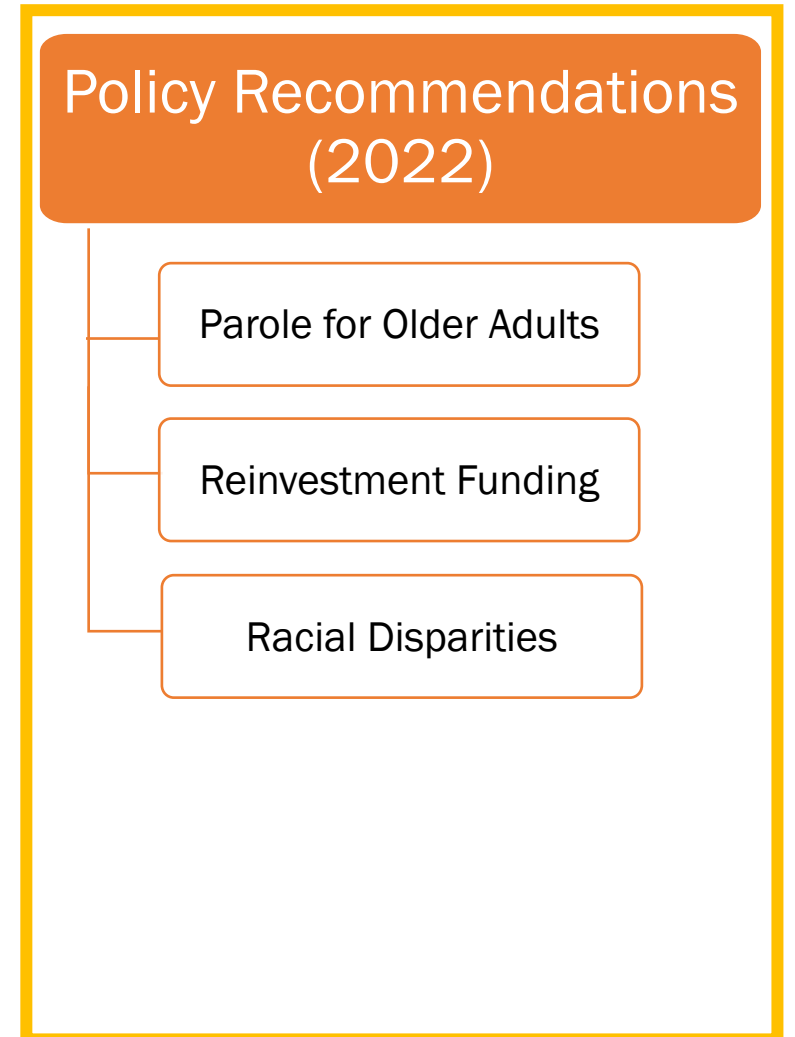 Policy Recommendations
(2022)
Parole for Older Adults
Reinvestment Funding
Racial Disparities